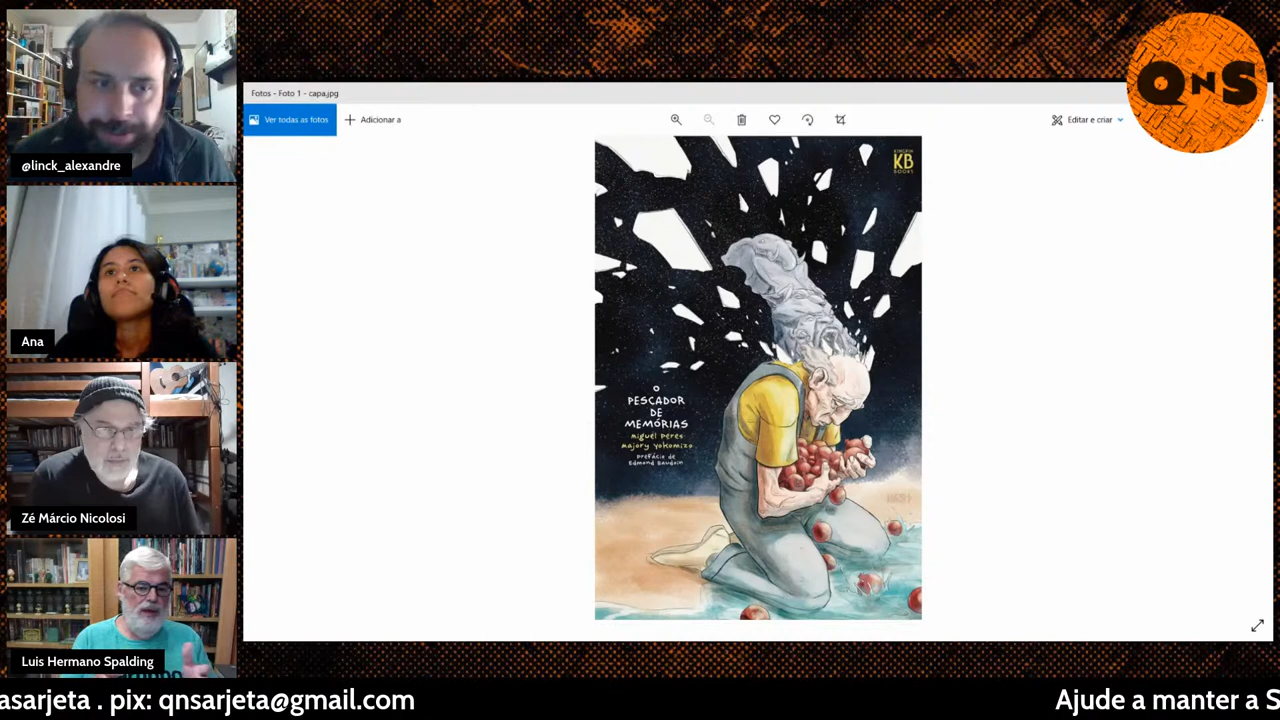 @linck_alexandre
Ana
Zé Márcio Nicolosi
Luis Hermano Spalding
Fotos - Foto 1 - capa.jpg
Ver todas as fotos
Adicionar a
Editar e criar
QNS
KB
BOOKS
O
PESCADOR
DE
MEMÓRIAS
miguel peres
majory yokomizo
prefácio de
Edmond Baudoin
asarjeta . pix: qnsarjeta@gmail.com
Ajude a manter a S